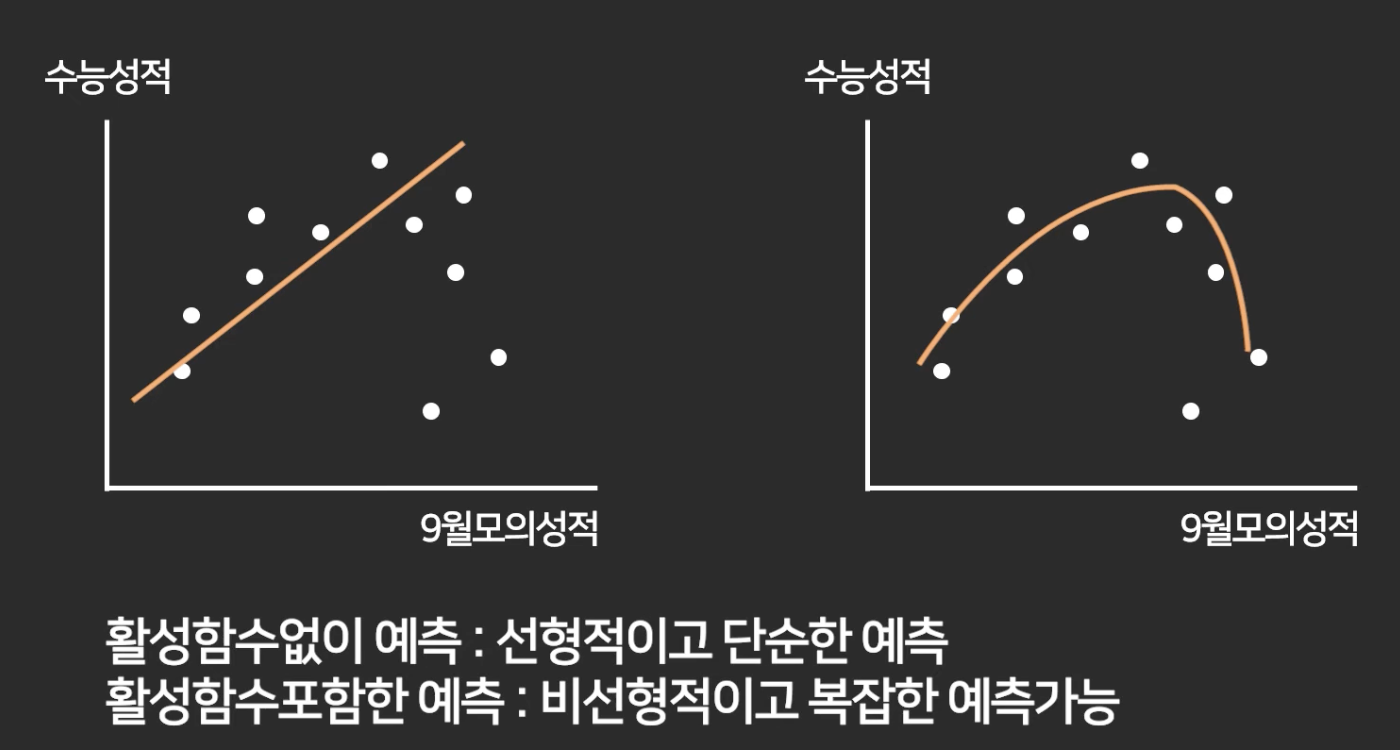 수능성적
수능성적
9월모의성적
9월모의성적
활성함수없이 예측 : 선형적이고 단순한 예측
활성함수포함한 예측 : 비선형적이고 복잡한 예측가능